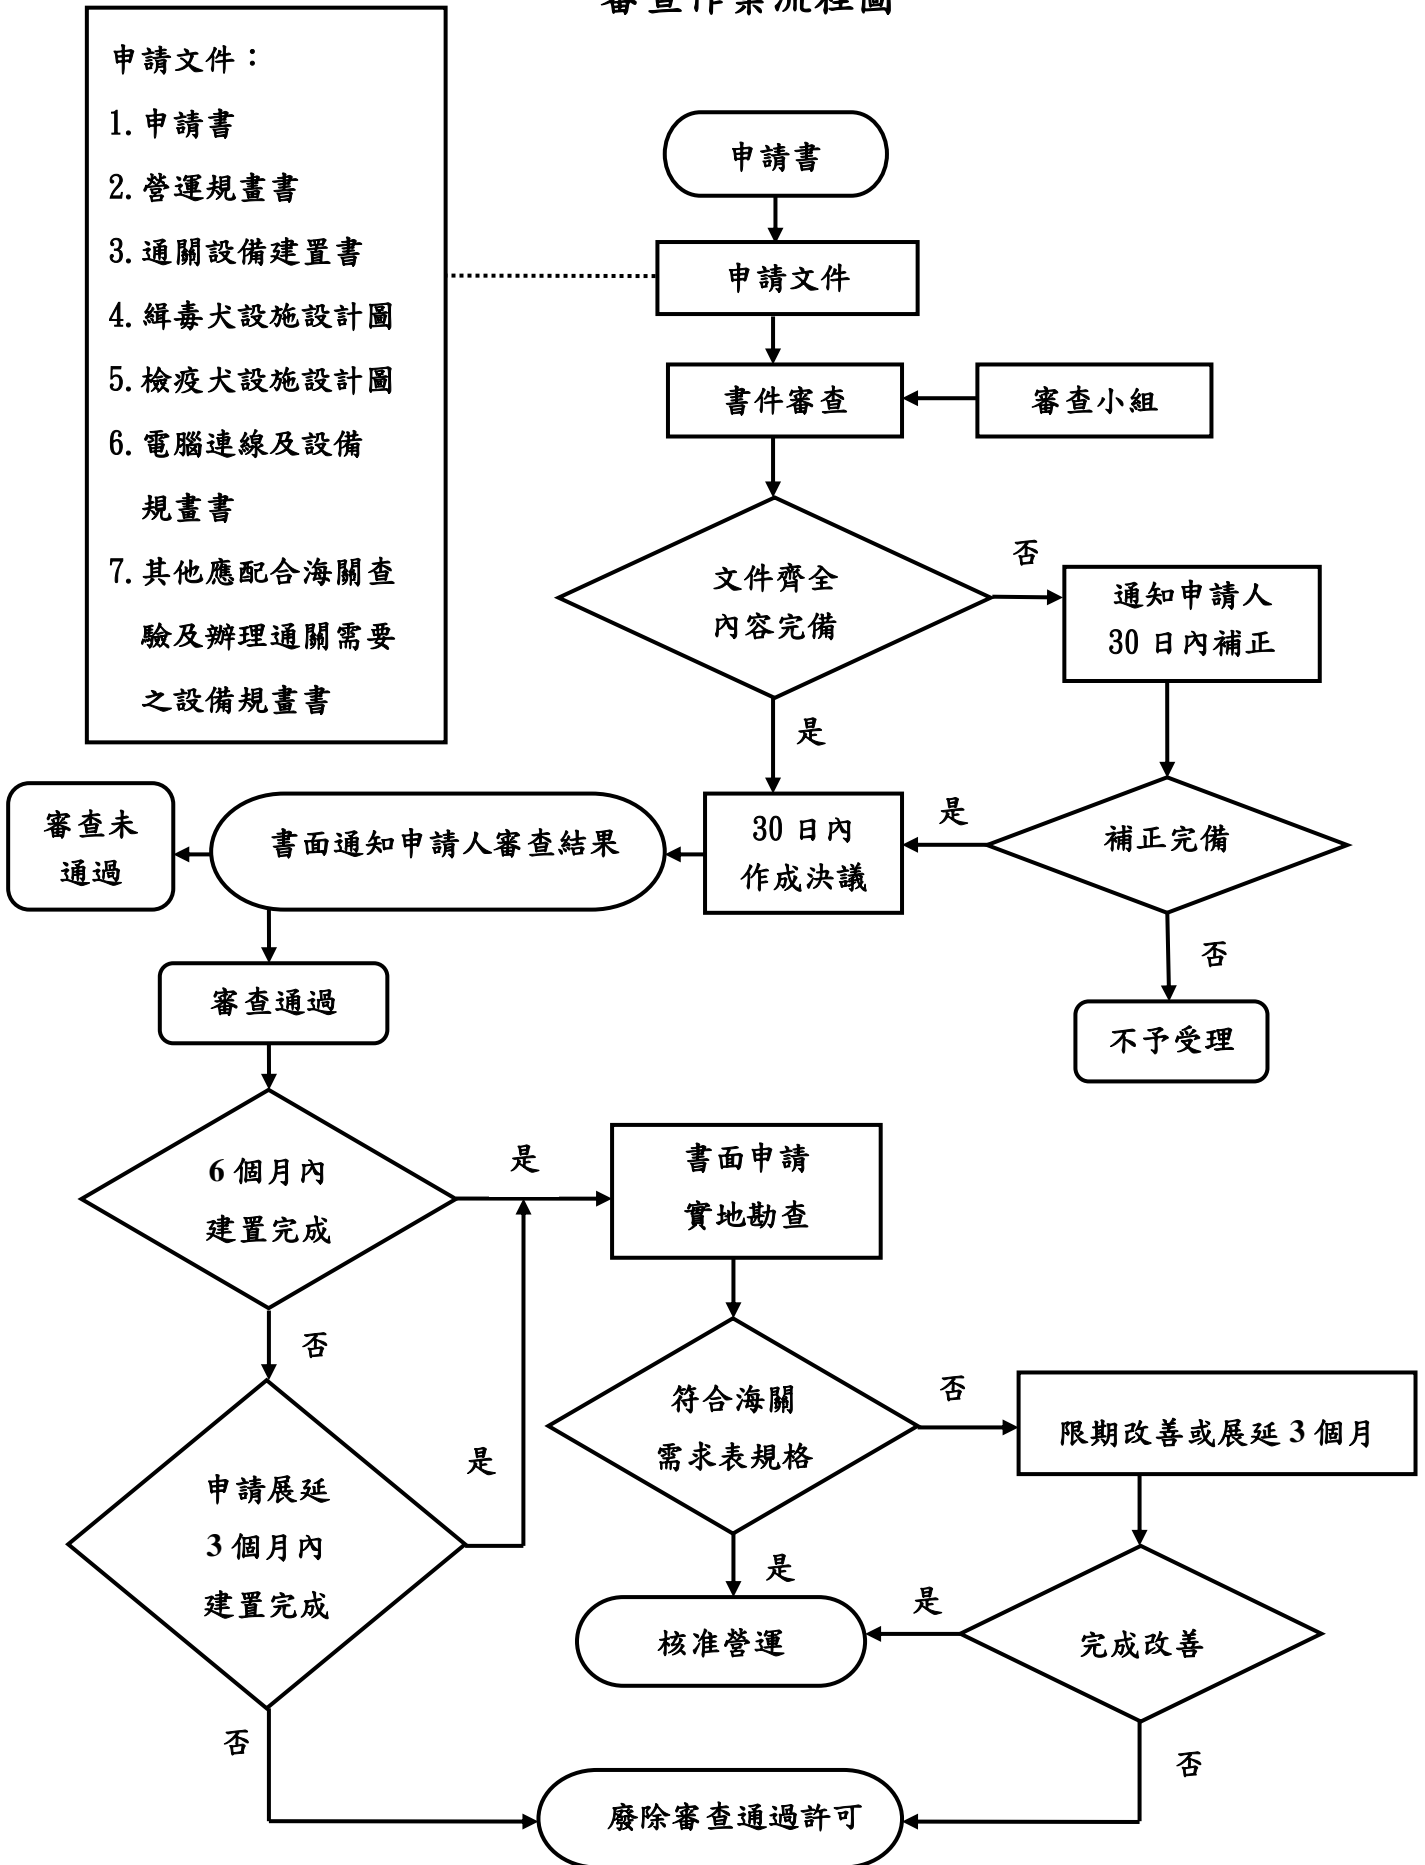 審查作業流程圖
申請文件：
1.申請書
2.營運規畫書
3.通關設備建置書
4.緝毒犬設施設計圖
5.檢疫犬設施設計圖
6.電腦連線及設備
規畫書
7.其他應配合海關查
驗及辦理通關需要
之設備規畫書
申請書
申請文件
書件審查
審查小組
文件齊全
內容完備
否
通知申請人
30 日內補正
是
審查未
通過
書面通知申請人審查結果
30 日內
作成決議
是
補正完備
否
審查通過
不予受理
6 個月內
建置完成
是
書面申請
實地勘查
否
符合海關
需求表規格
否
限期改善或展延 3 個月
申請展延
3 個月內
建置完成
是
是
核准營運
是
完成改善
否
否
廢除審查通過許可